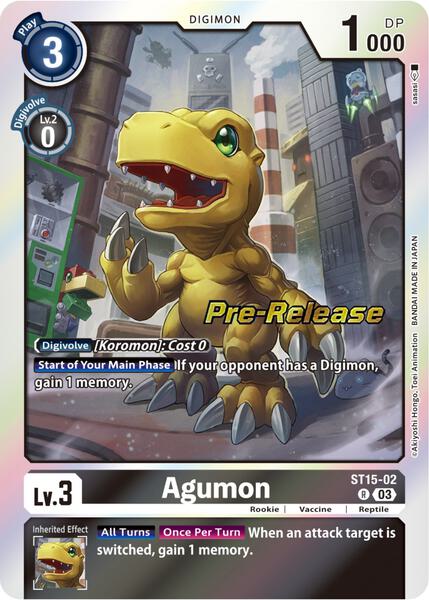 Play
3
DIGIMON
DP
1000
Digivolve
Lv.2
0
sasasi
Pre-Release
Digivolve [Koromon]: Cost 0
Start of Your Main Phase If your opponent has a Digimon,
gain 1 memory.
©Akiyoshi Hongo, Toei Animation BANDAI MADE IN JAPAN
Lv.3
Agumon
ST15-02
R 03
Rookie | Vaccine | Reptile
Inherited Effect
All Turns Once Per Turn When an attack target is
switched, gain 1 memory.